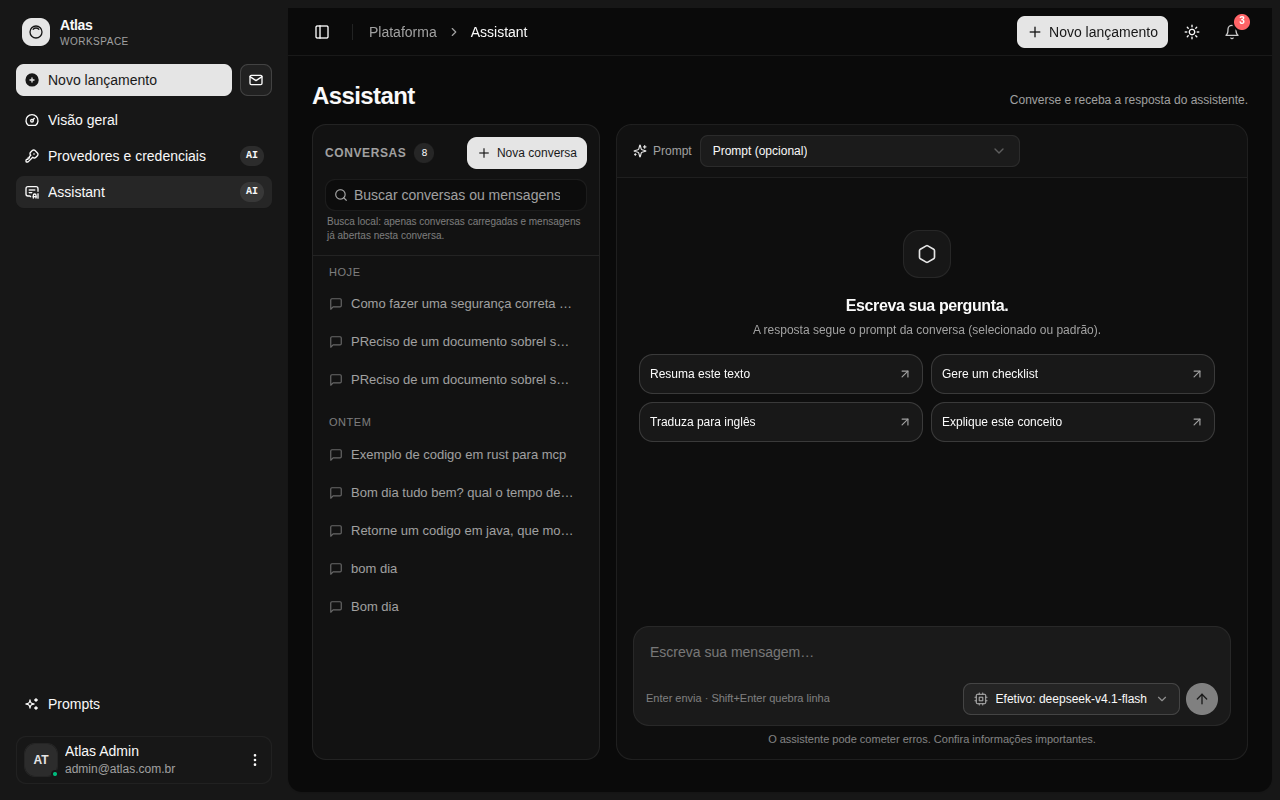 Atlas
WORKSPACE
Novo lançamento
Visão geral
Provedores e credenciais AI
Assistant AI
Prompts
AT
Atlas Admin
admin@atlas.com.br
Plataforma
Assistant
Novo lançamento
3
Assistant
Converse e receba a resposta do assistente.
CONVERSAS 8
Nova conversa
Buscar conversas ou mensagens
Busca local: apenas conversas carregadas e mensagens
já abertas nesta conversa.
HOJE
Como fazer uma segurança correta …
PReciso de um documento sobrel s…
PReciso de um documento sobrel s…
ONTEM
Exemplo de codigo em rust para mcp
Bom dia tudo bem? qual o tempo de…
Retorne um codigo em java, que mo…
bom dia
Bom dia
Prompt
Prompt (opcional)
Escreva sua pergunta.
A resposta segue o prompt da conversa (selecionado ou padrão).
Resuma este texto
Gere um checklist
Traduza para inglês
Explique este conceito
Escreva sua mensagem…
Enter envia · Shift+Enter quebra linha
Efetivo: deepseek-v4.1-flash
O assistente pode cometer erros. Confira informações importantes.